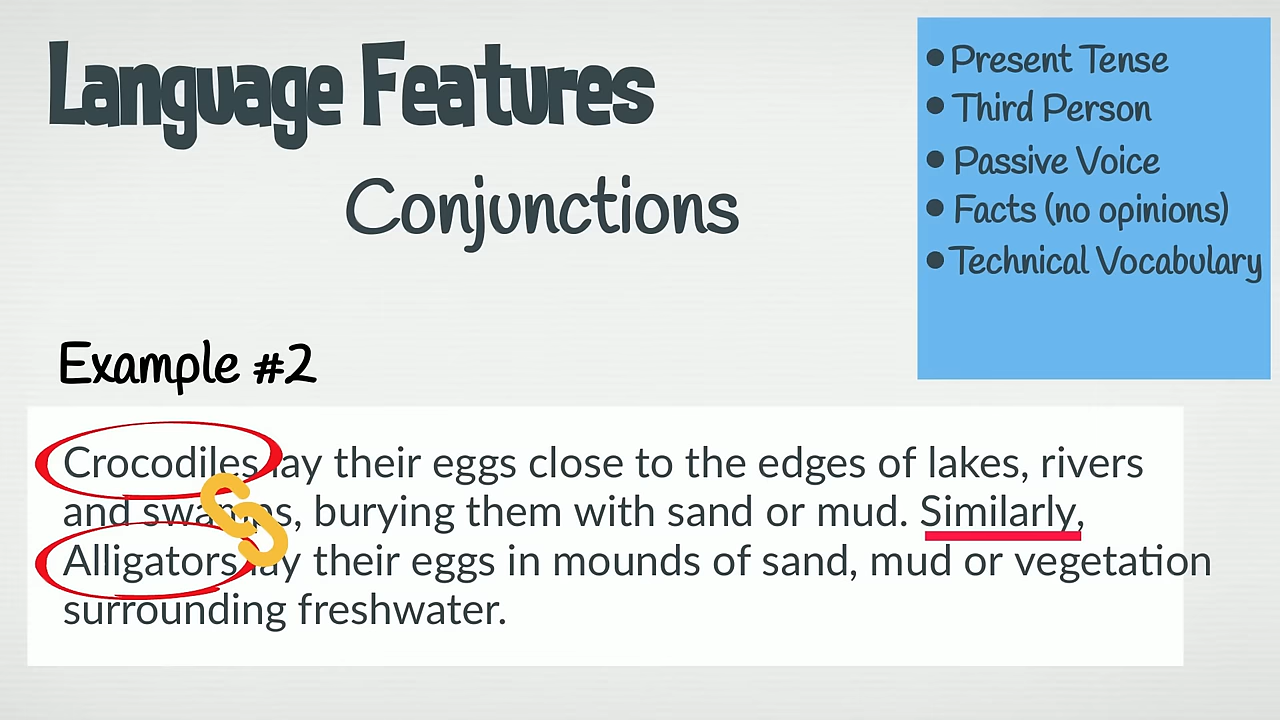 Language Features
Conjunctions
• Present Tense
• Third Person
• Passive Voice
• Facts (no opinions)
• Technical Vocabulary
Example #2
Crocodiles lay their eggs close to the edges of lakes, rivers
and swamps, burying them with sand or mud. Similarly,
Alligators lay their eggs in mounds of sand, mud or vegetation
surrounding freshwater.